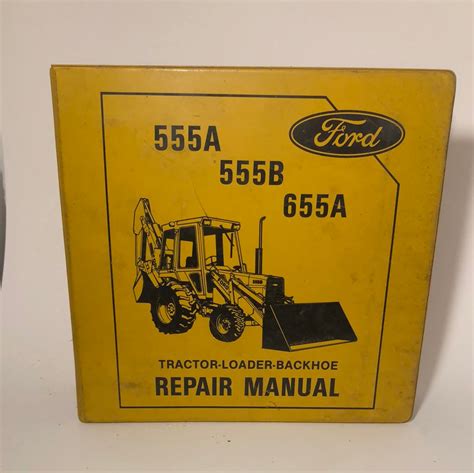 555A
Ford
555B
655A
TRACTOR-LOADER-BACKHOE
REPAIR MANUAL